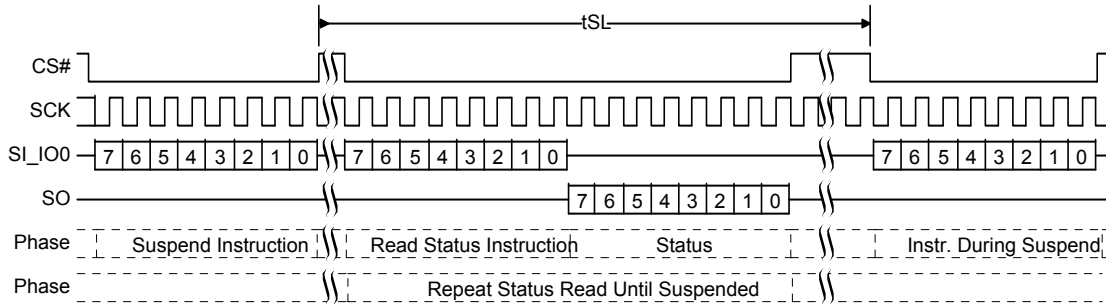 tSL
CS#
SCK
SI_IO0 7 6 5 4 3 2 1 0 7 6 5 4 3 2 1 0 7 6 5 4 3 2 1 0
SO 7 6 5 4 3 2 1 0
Phase Suspend Instruction Read Status Instruction Status Instr. During Suspend
Phase Repeat Status Read Until Suspended